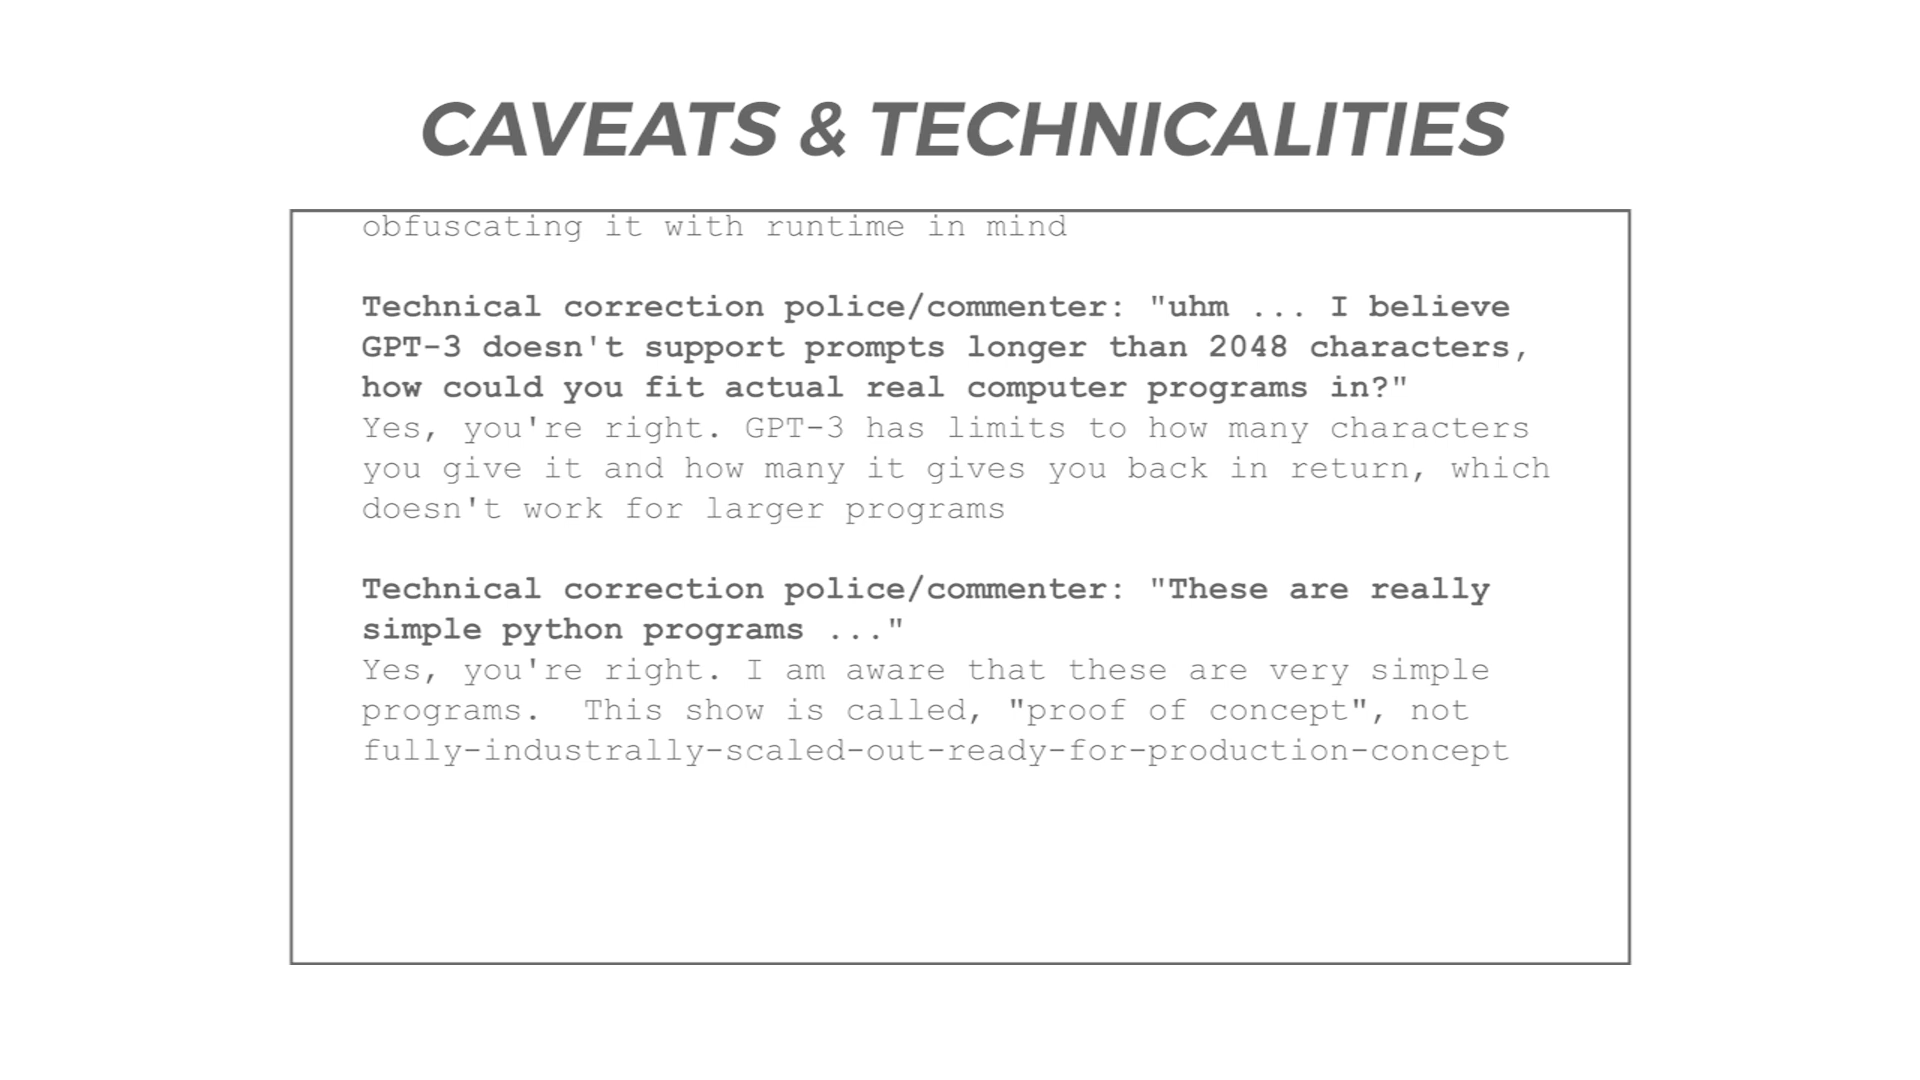 CAVEATS & TECHNICALITIES
obfuscating it with runtime in mind
Technical correction police/commenter: "uhm ... I believe
GPT-3 doesn't support prompts longer than 2048 characters,
how could you fit actual real computer programs in?"
Yes, you're right. GPT-3 has limits to how many characters
you give it and how many it gives you back in return, which
doesn't work for larger programs
Technical correction police/commenter: "These are really
simple python programs ..."
Yes, you're right. I am aware that these are very simple
programs.  This show is called, "proof of concept", not
fully-industrally-scaled-out-ready-for-production-concept